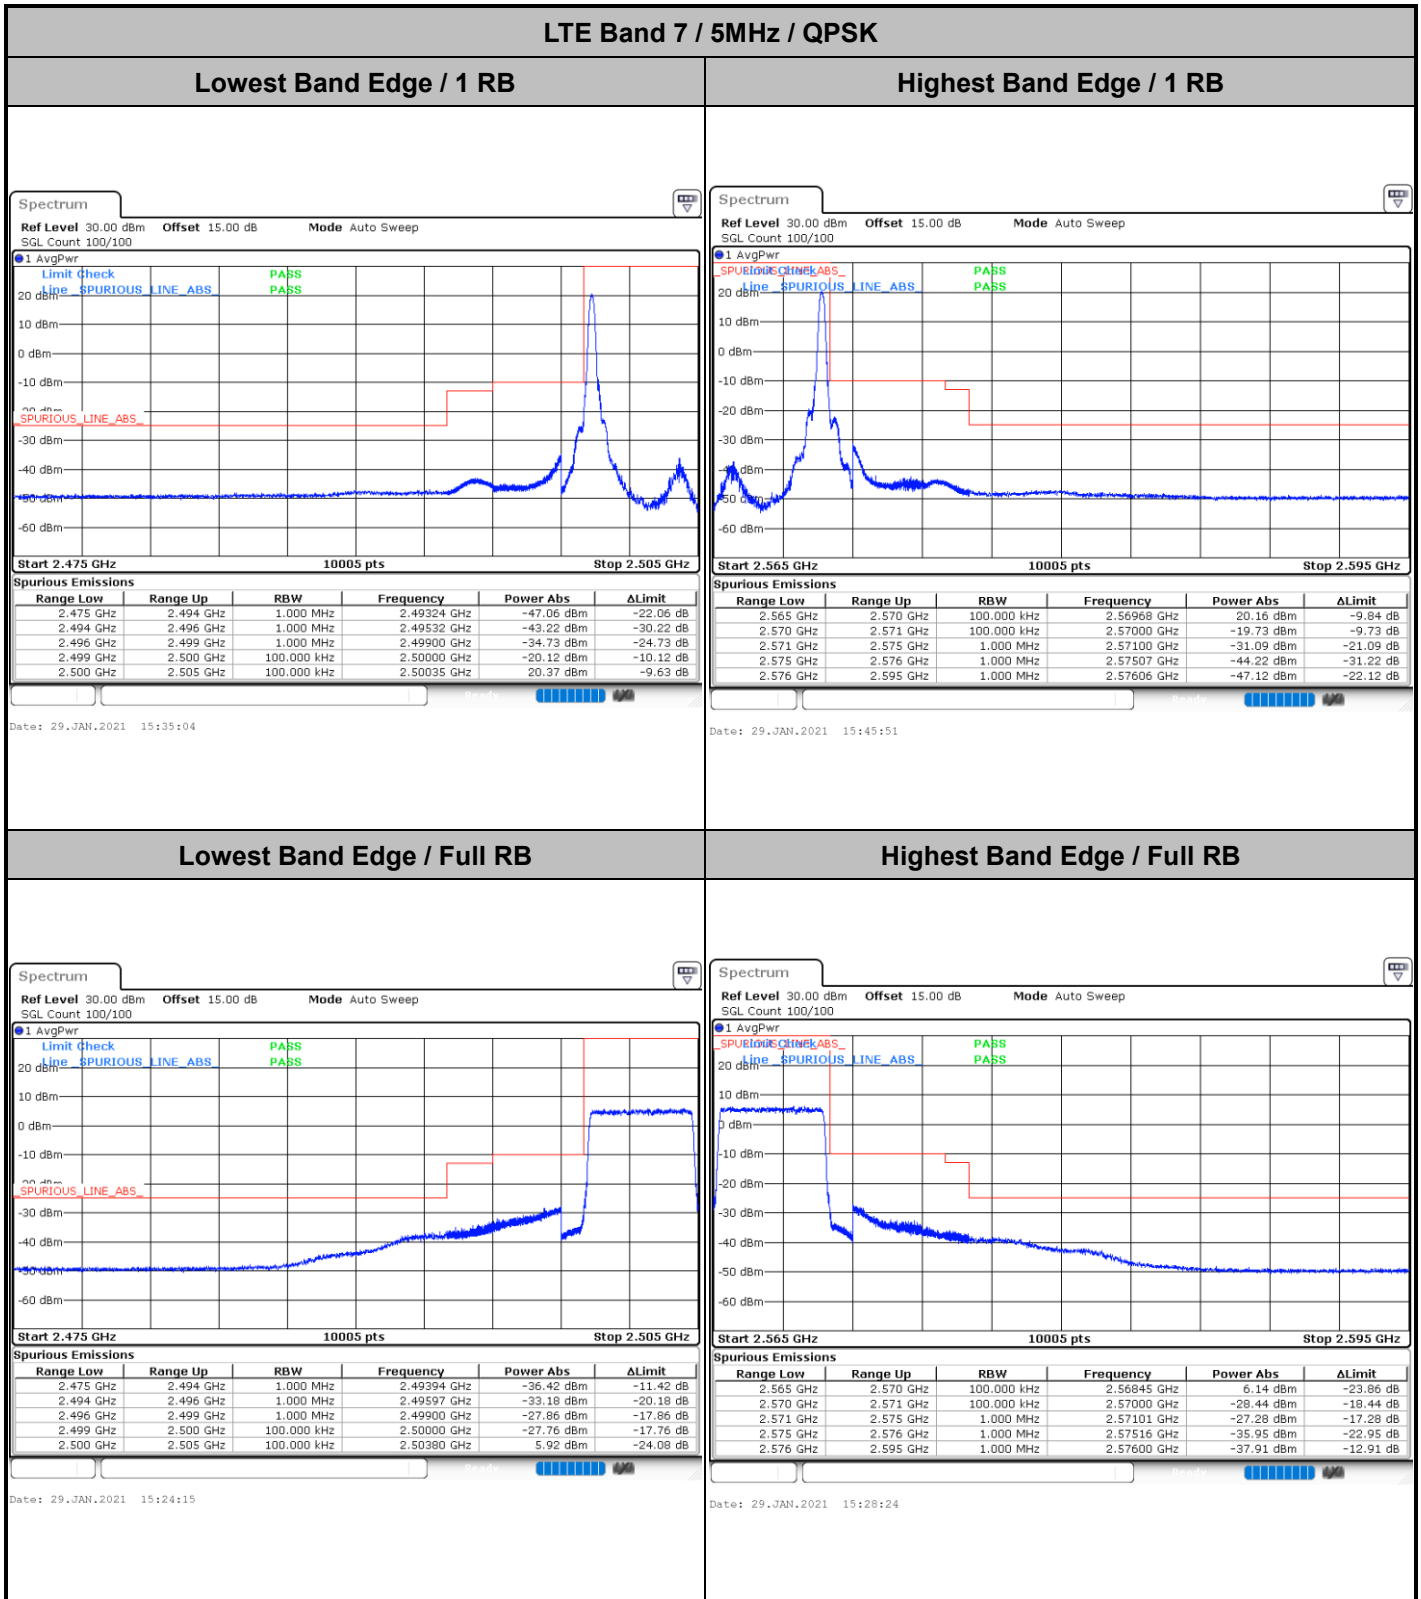 LTE Band 7 / 5MHz / QPSK
Lowest Band Edge / 1 RB
Highest Band Edge / 1 RB
Spectrum
Ref Level 30.00 dBm Offset 15.00 dB Mode Auto Sweep
SGL Count 100/100
1 AvgPwr
Limit Check PASS
Line _SPURIOUS_LINE_ABS_ PASS
20 dBm
10 dBm
0 dBm
-10 dBm
-20 dBm
_SPURIOUS_LINE_ABS_
-30 dBm
-40 dBm
-50 dBm
-60 dBm
Start 2.475 GHz 10005 pts Stop 2.505 GHz
Spurious Emissions
Range Low Range Up RBW Frequency Power Abs ΔLimit
2.475 GHz 2.494 GHz 1.000 MHz 2.49324 GHz -47.06 dBm -22.06 dB
2.494 GHz 2.496 GHz 1.000 MHz 2.49532 GHz -43.22 dBm -30.22 dB
2.496 GHz 2.499 GHz 1.000 MHz 2.49900 GHz -34.73 dBm -24.73 dB
2.499 GHz 2.500 GHz 100.000 kHz 2.50000 GHz -20.12 dBm -10.12 dB
2.500 GHz 2.505 GHz 100.000 kHz 2.50035 GHz 20.37 dBm -9.63 dB
Ready
Date: 29.JAN.2021 15:35:04
Spectrum
Ref Level 30.00 dBm Offset 15.00 dB Mode Auto Sweep
SGL Count 100/100
1 AvgPwr
_SPURIOUS_LINE_ABS_
Limit Check PASS
Line _SPURIOUS_LINE_ABS_ PASS
20 dBm
10 dBm
0 dBm
-10 dBm
-20 dBm
-30 dBm
-40 dBm
-50 dBm
-60 dBm
Start 2.565 GHz 10005 pts Stop 2.595 GHz
Spurious Emissions
Range Low Range Up RBW Frequency Power Abs ΔLimit
2.565 GHz 2.570 GHz 100.000 kHz 2.56968 GHz 20.16 dBm -9.84 dB
2.570 GHz 2.571 GHz 100.000 kHz 2.57000 GHz -19.73 dBm -9.73 dB
2.571 GHz 2.575 GHz 1.000 MHz 2.57100 GHz -31.09 dBm -21.09 dB
2.575 GHz 2.576 GHz 1.000 MHz 2.57507 GHz -44.22 dBm -31.22 dB
2.576 GHz 2.595 GHz 1.000 MHz 2.57606 GHz -47.12 dBm -22.12 dB
Ready
Date: 29.JAN.2021 15:45:51
Lowest Band Edge / Full RB
Highest Band Edge / Full RB
Spectrum
Ref Level 30.00 dBm Offset 15.00 dB Mode Auto Sweep
SGL Count 100/100
1 AvgPwr
Limit Check PASS
Line _SPURIOUS_LINE_ABS_ PASS
20 dBm
10 dBm
0 dBm
-10 dBm
-20 dBm
_SPURIOUS_LINE_ABS_
-30 dBm
-40 dBm
-50 dBm
-60 dBm
Start 2.475 GHz 10005 pts Stop 2.505 GHz
Spurious Emissions
Range Low Range Up RBW Frequency Power Abs ΔLimit
2.475 GHz 2.494 GHz 1.000 MHz 2.49394 GHz -36.42 dBm -11.42 dB
2.494 GHz 2.496 GHz 1.000 MHz 2.49597 GHz -33.18 dBm -20.18 dB
2.496 GHz 2.499 GHz 1.000 MHz 2.49900 GHz -27.86 dBm -17.86 dB
2.499 GHz 2.500 GHz 100.000 kHz 2.50000 GHz -27.76 dBm -17.76 dB
2.500 GHz 2.505 GHz 100.000 kHz 2.50380 GHz 5.92 dBm -24.08 dB
Ready
Date: 29.JAN.2021 15:24:15
Spectrum
Ref Level 30.00 dBm Offset 15.00 dB Mode Auto Sweep
SGL Count 100/100
1 AvgPwr
_SPURIOUS_LINE_ABS_
Limit Check PASS
Line _SPURIOUS_LINE_ABS_ PASS
20 dBm
10 dBm
0 dBm
-10 dBm
-20 dBm
-30 dBm
-40 dBm
-50 dBm
-60 dBm
Start 2.565 GHz 10005 pts Stop 2.595 GHz
Spurious Emissions
Range Low Range Up RBW Frequency Power Abs ΔLimit
2.565 GHz 2.570 GHz 100.000 kHz 2.56845 GHz 6.14 dBm -23.86 dB
2.570 GHz 2.571 GHz 100.000 kHz 2.57000 GHz -28.44 dBm -18.44 dB
2.571 GHz 2.575 GHz 1.000 MHz 2.57101 GHz -27.28 dBm -17.28 dB
2.575 GHz 2.576 GHz 1.000 MHz 2.57516 GHz -35.95 dBm -22.95 dB
2.576 GHz 2.595 GHz 1.000 MHz 2.57600 GHz -37.91 dBm -12.91 dB
Ready
Date: 29.JAN.2021 15:28:24